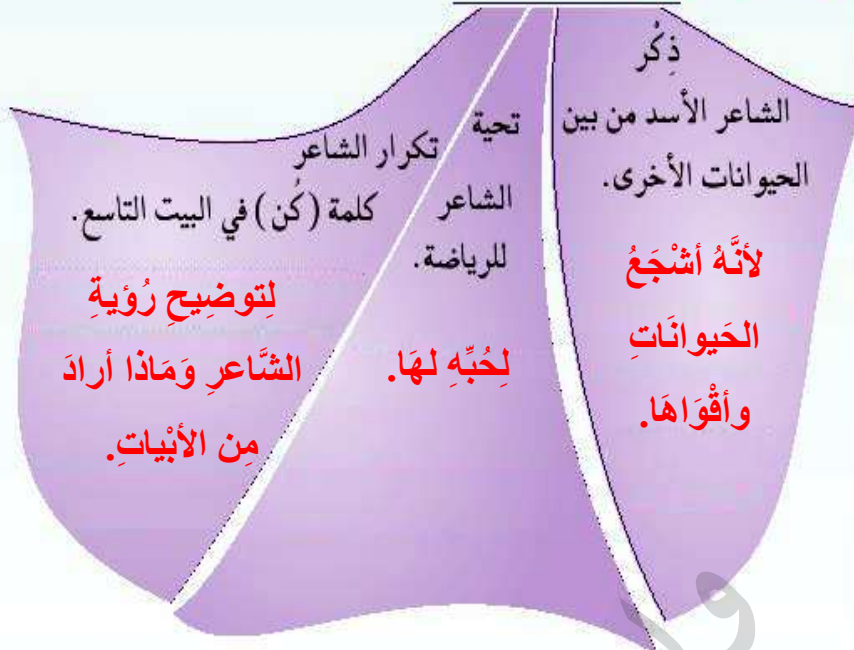 ذِكْر
الشاعر الأسد من بين
الحيوانات الأخرى.
لأنَّهُ أشْجَعُ
الحَيوانَاتِ
وأقْوَاهَا.
تحية
الشاعر
للرياضة.
لِحُبِّهِ لهَا.
تكرار الشاعر
كلمة (كُن) في البيت التاسع.
لِتوضِيح رُؤيةِ
الشَّاعرِ وَمَاذا أرادَ
مِن الأبْياتِ.